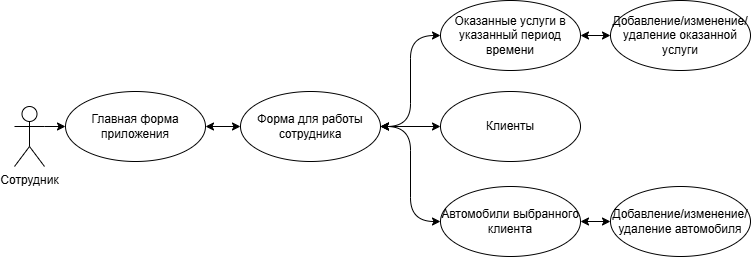 Оказанные услуги в
указанный период
времени
Добавление/изменение/
удаление оказанной
услуги
Главная форма
приложения
Форма для работы
сотрудника
Клиенты
Сотрудник
Автомобили выбранного
клиента
Добавление/изменение/
удаление автомобиля